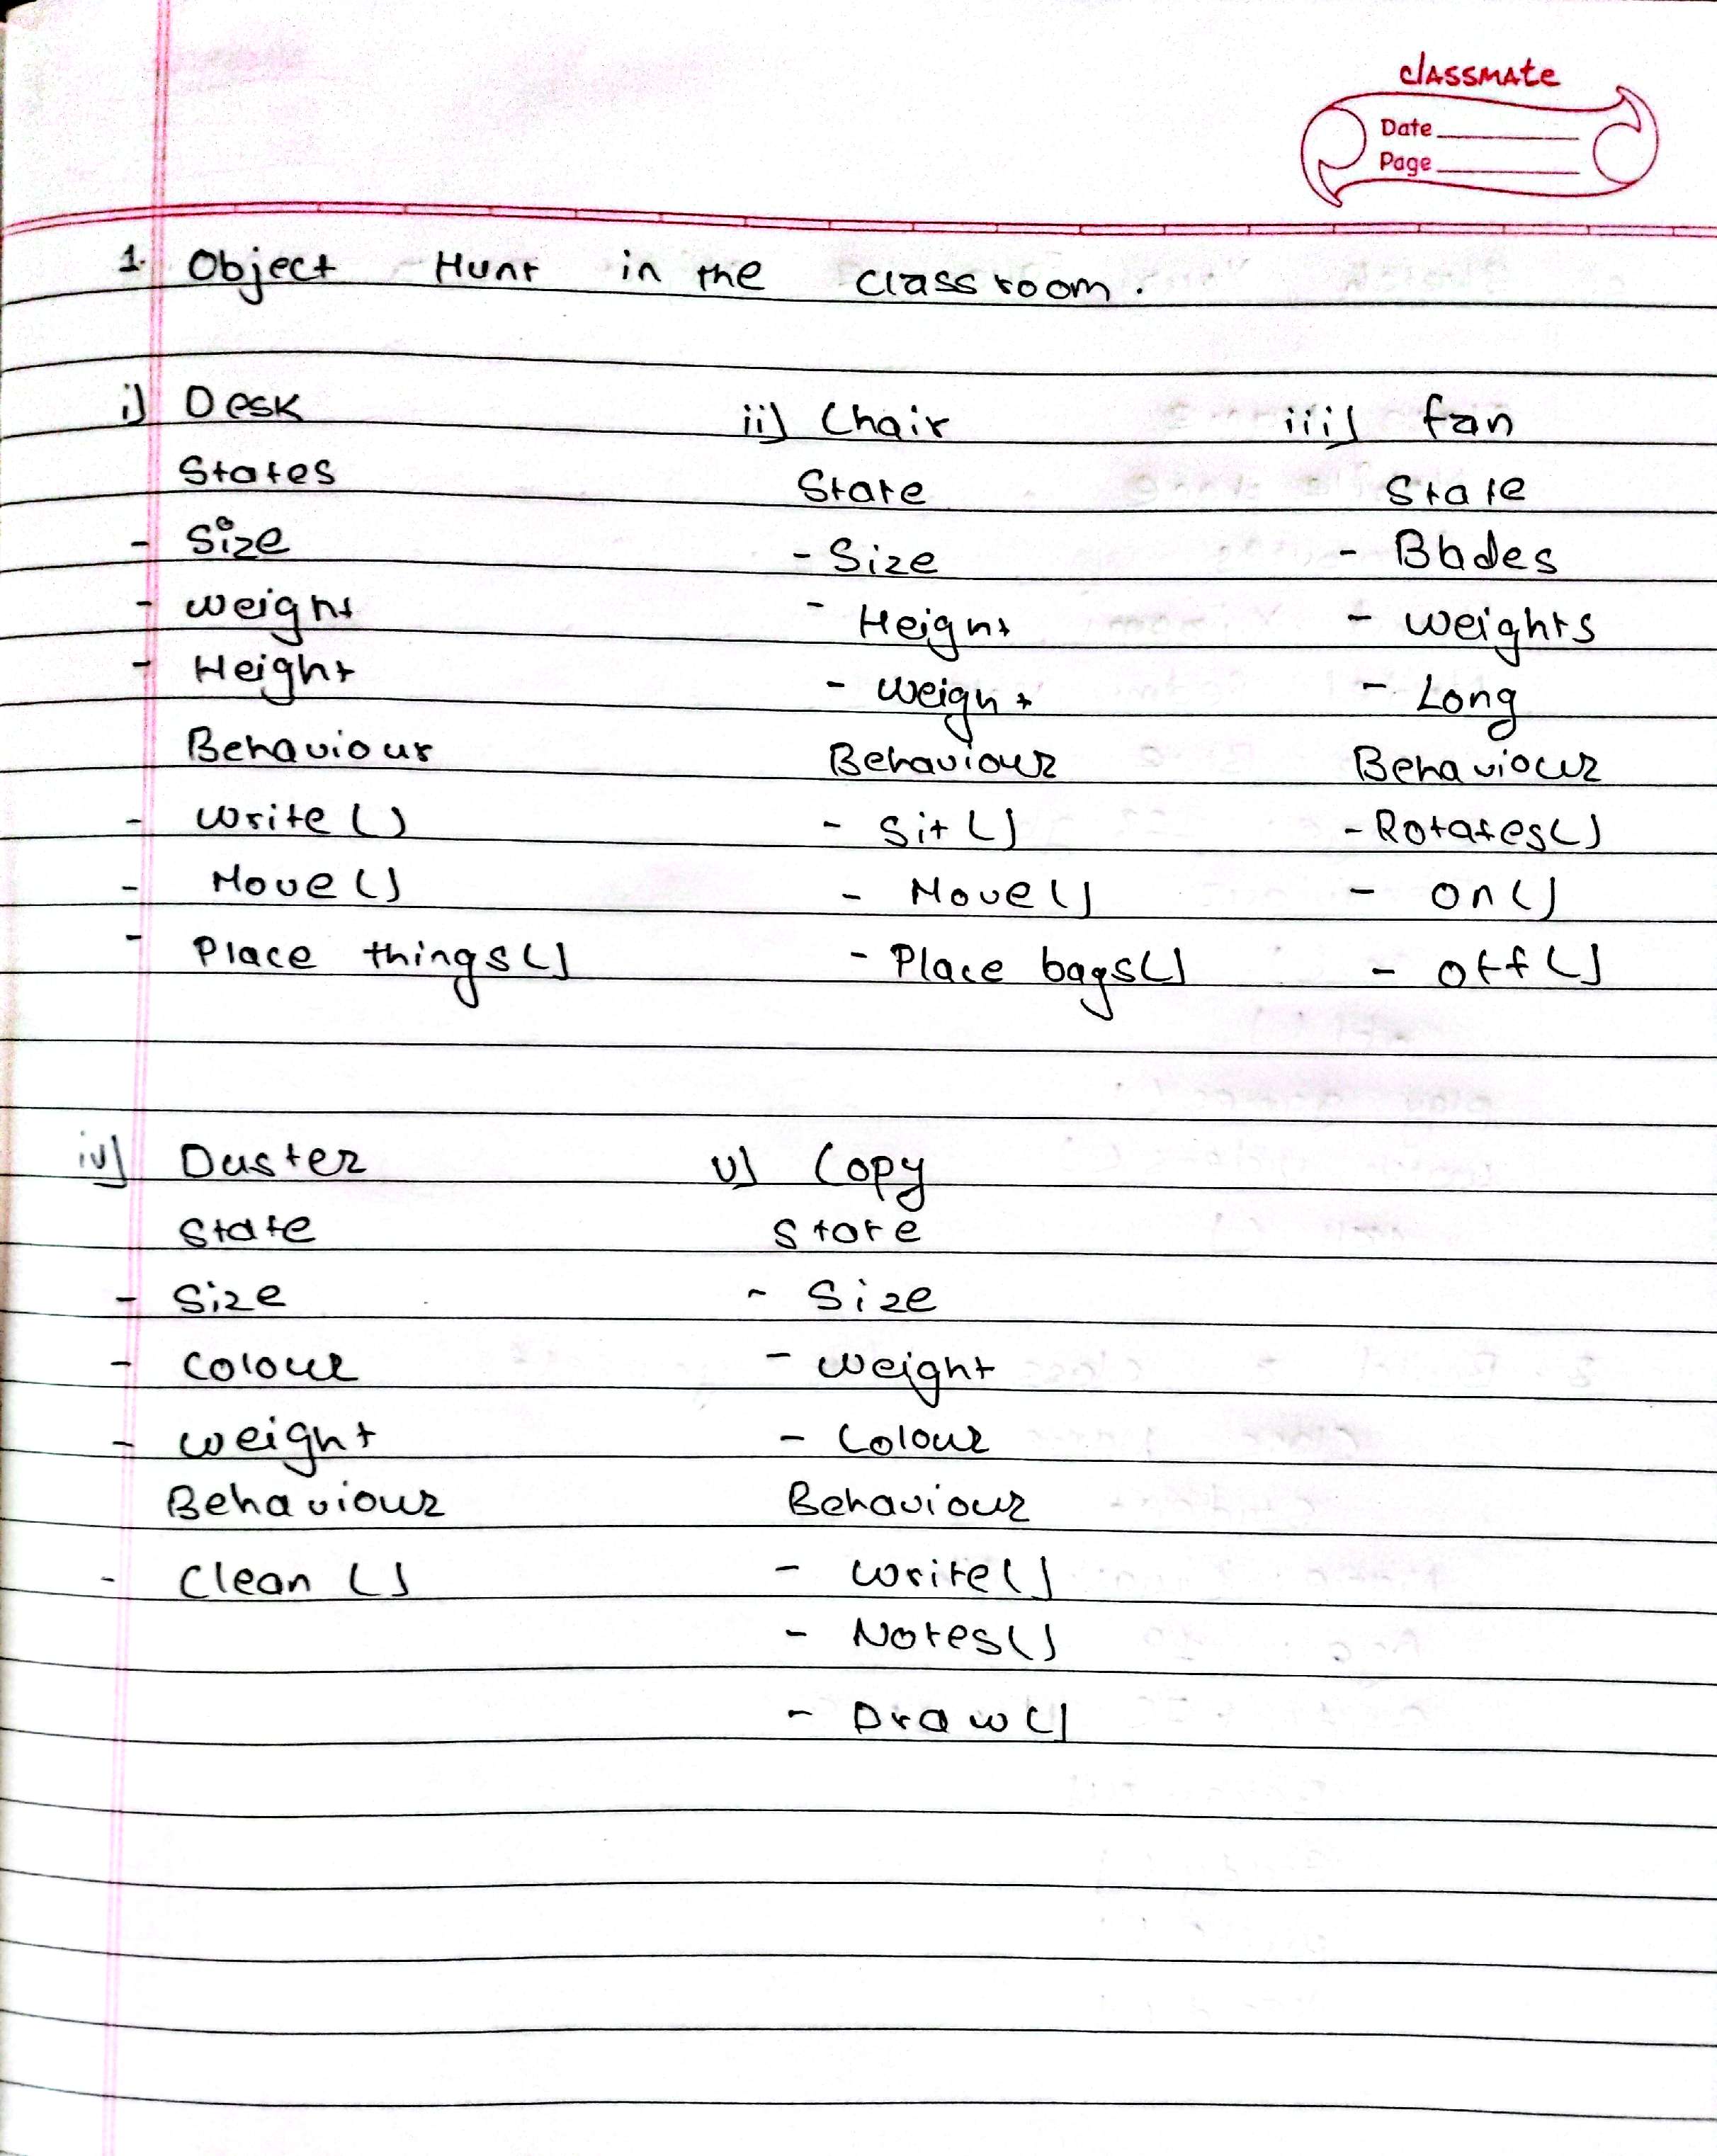 classmate
Date
Page
1. Object Hunt in the classroom.
i) Desk
States
- Size
- Weight
- Height
Behaviour
- Write ()
- Move ()
- Place things()
ii) Chair
State
- Size
- Height
- Weight
Behaviour
- Sit ()
- Move ()
- Place bags()
iii) fan
State
- Blades
- Weights
- Long
Behaviour
- Rotates()
- on ()
- off ()
iv) Duster
State
- Size
- Colour
- Weight
Behaviour
- Clean ()
v) Copy
State
- Size
- Weight
- Colour
Behaviour
- Write()
- Notes()
- Draw()